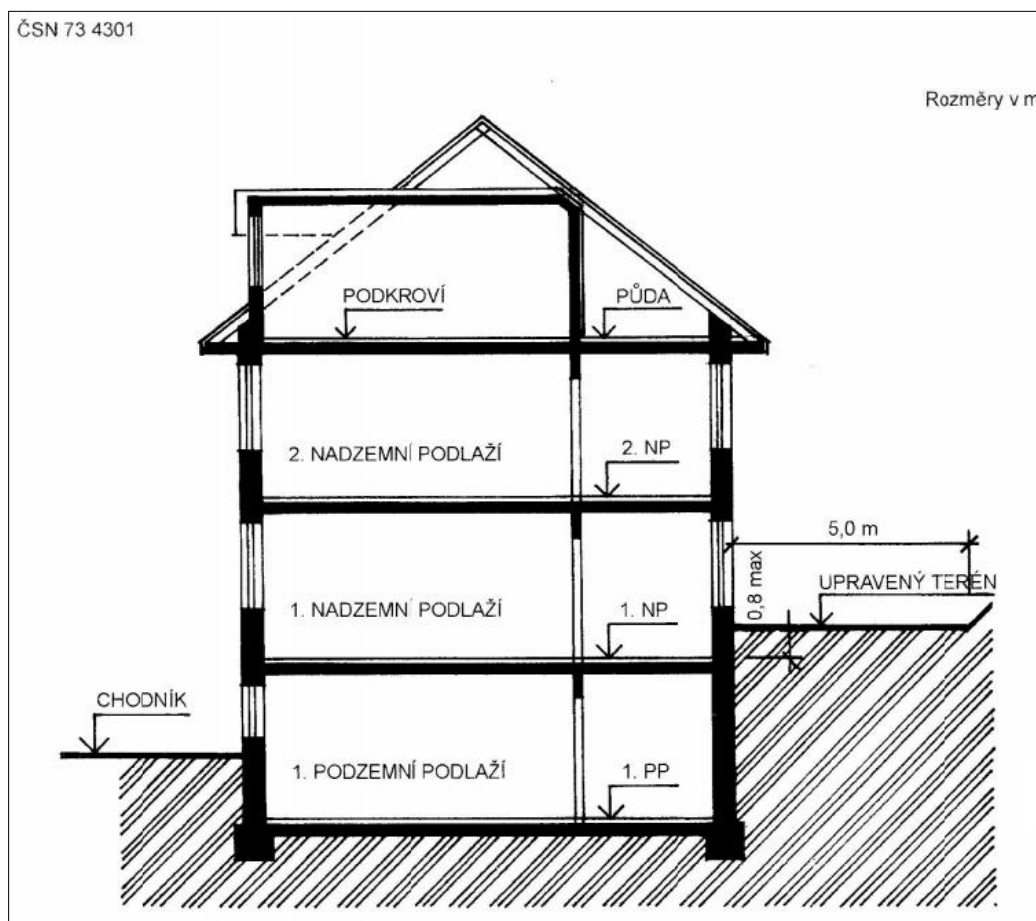 ČSN 73 4301
Rozměry v m
PODKROVÍ
PŮDA
2. NADZEMNÍ PODLAŽÍ
2. NP
5,0 m
0,8 max
UPRAVENÝ TERÉN
1. NADZEMNÍ PODLAŽÍ
1. NP
CHODNÍK
1. PODZEMNÍ PODLAŽÍ
1. PP